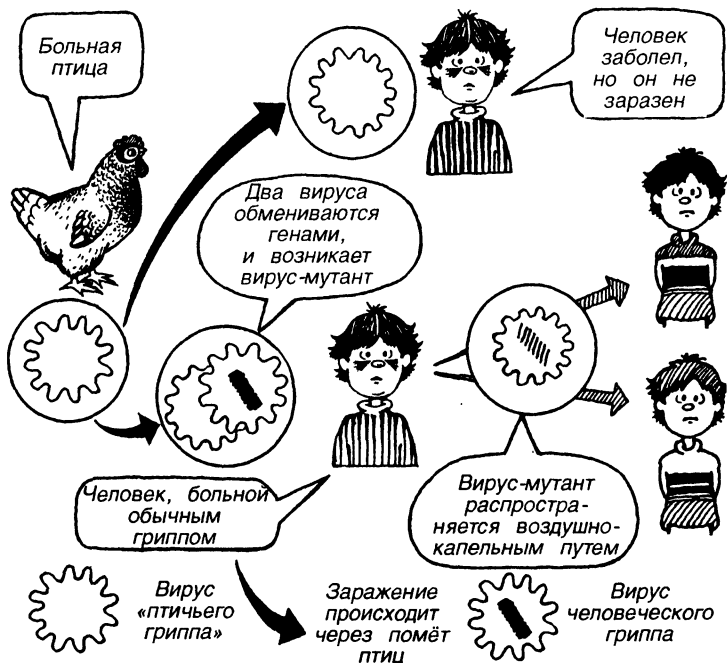 Больная
птица
Человек
заболел,
но он не
заразен
Два вируса
обмениваются
генами,
и возникает
вирус-мутант
Человек, больной
обычным
гриппом
Вирус-мутант
распростра-
няется воздушно-
капельным путем
Вирус
«птичьего
гриппа»
Заражение
происходит
через помёт
птиц
Вирус
человеческого
гриппа